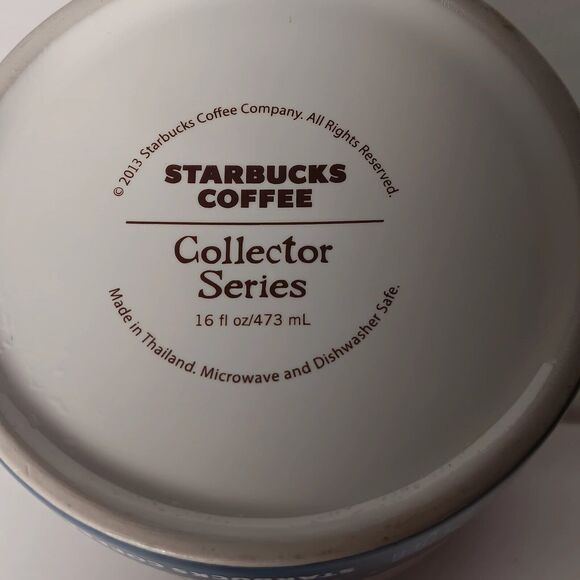 © 2013 Starbucks Coffee Company. All Rights Reserved.
STARBUCKS
COFFEE
Collector
Series
16 fl oz/473 mL
Made in Thailand. Microwave and Dishwasher Safe.
STARBUCKS